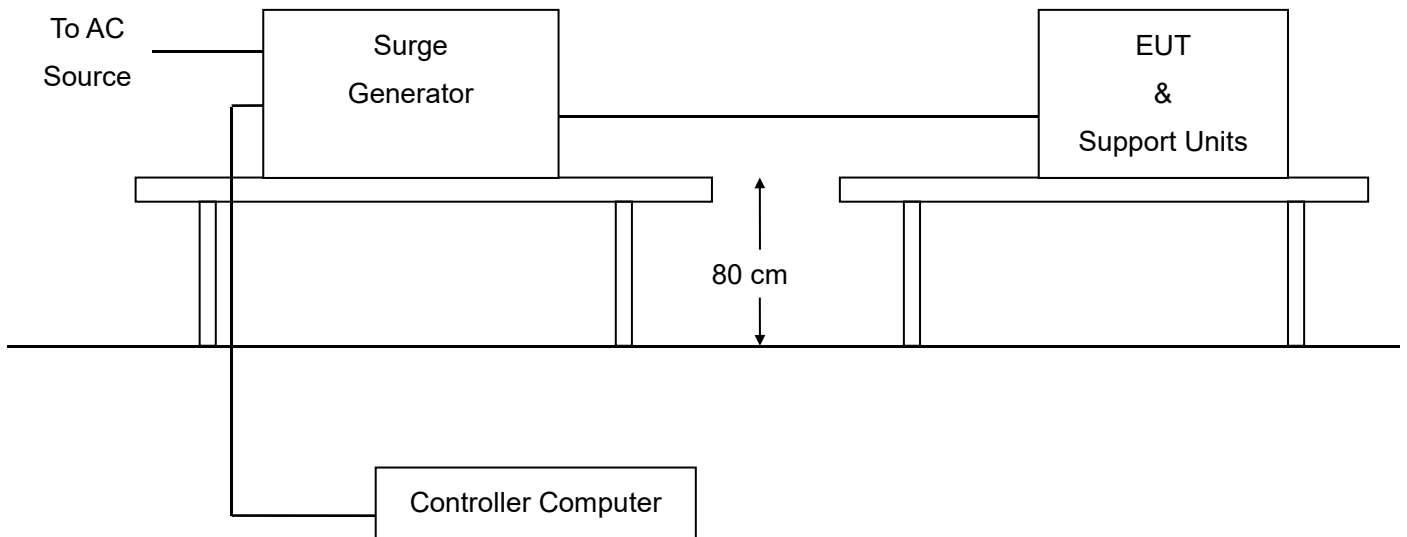 To AC
Source
Surge
Generator
EUT
&
Support Units
80 cm
Controller Computer